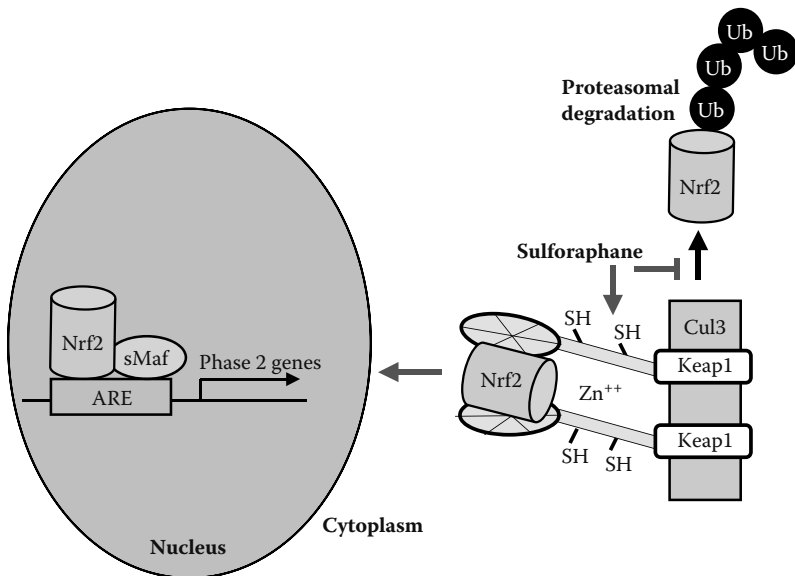 Ub
Ub
Ub
Ub
Proteasomal
degradation
Nrf2
Sulforaphane
SH
SH
Cul3
Keap1
Nrf2
Zn⁺⁺
Keap1
SH
SH
Nrf2
sMaf
Phase 2 genes
ARE
Cytoplasm
Nucleus